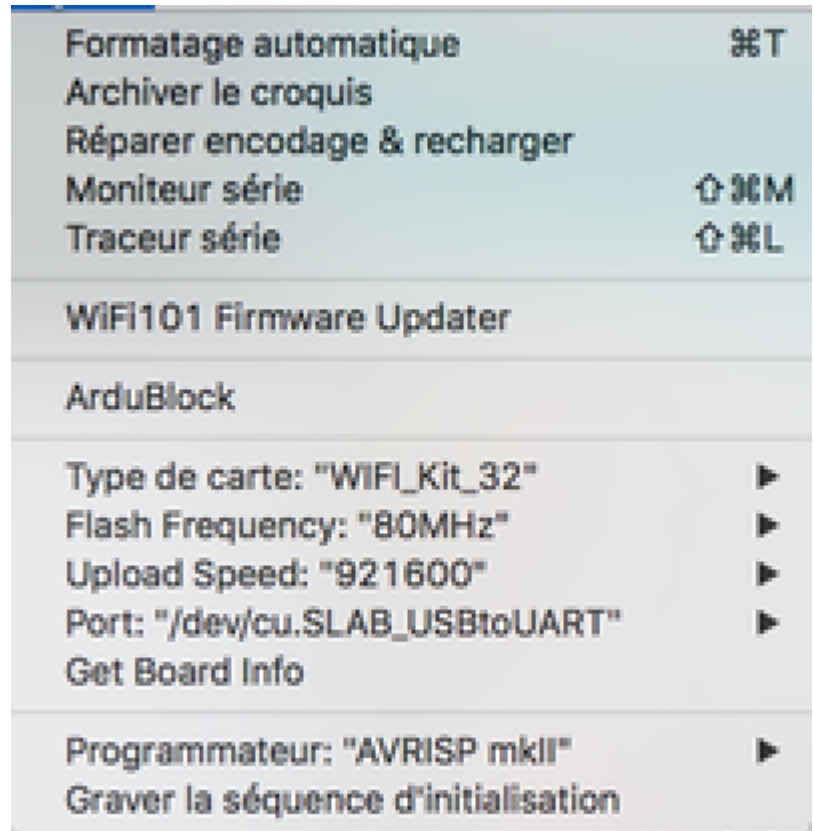 Formatage automatique ⌘T
Archiver le croquis
Réparer encodage & recharger
Moniteur série ⇧⌘M
Traceur série ⇧⌘L
WiFi101 Firmware Updater
ArduBlock
Type de carte: "WIFI_Kit_32"
Flash Frequency: "80MHz"
Upload Speed: "921600"
Port: "/dev/cu.SLAB_USBtoUART"
Get Board Info
Programmateur: "AVRISP mkII"
Graver la séquence d'initialisation